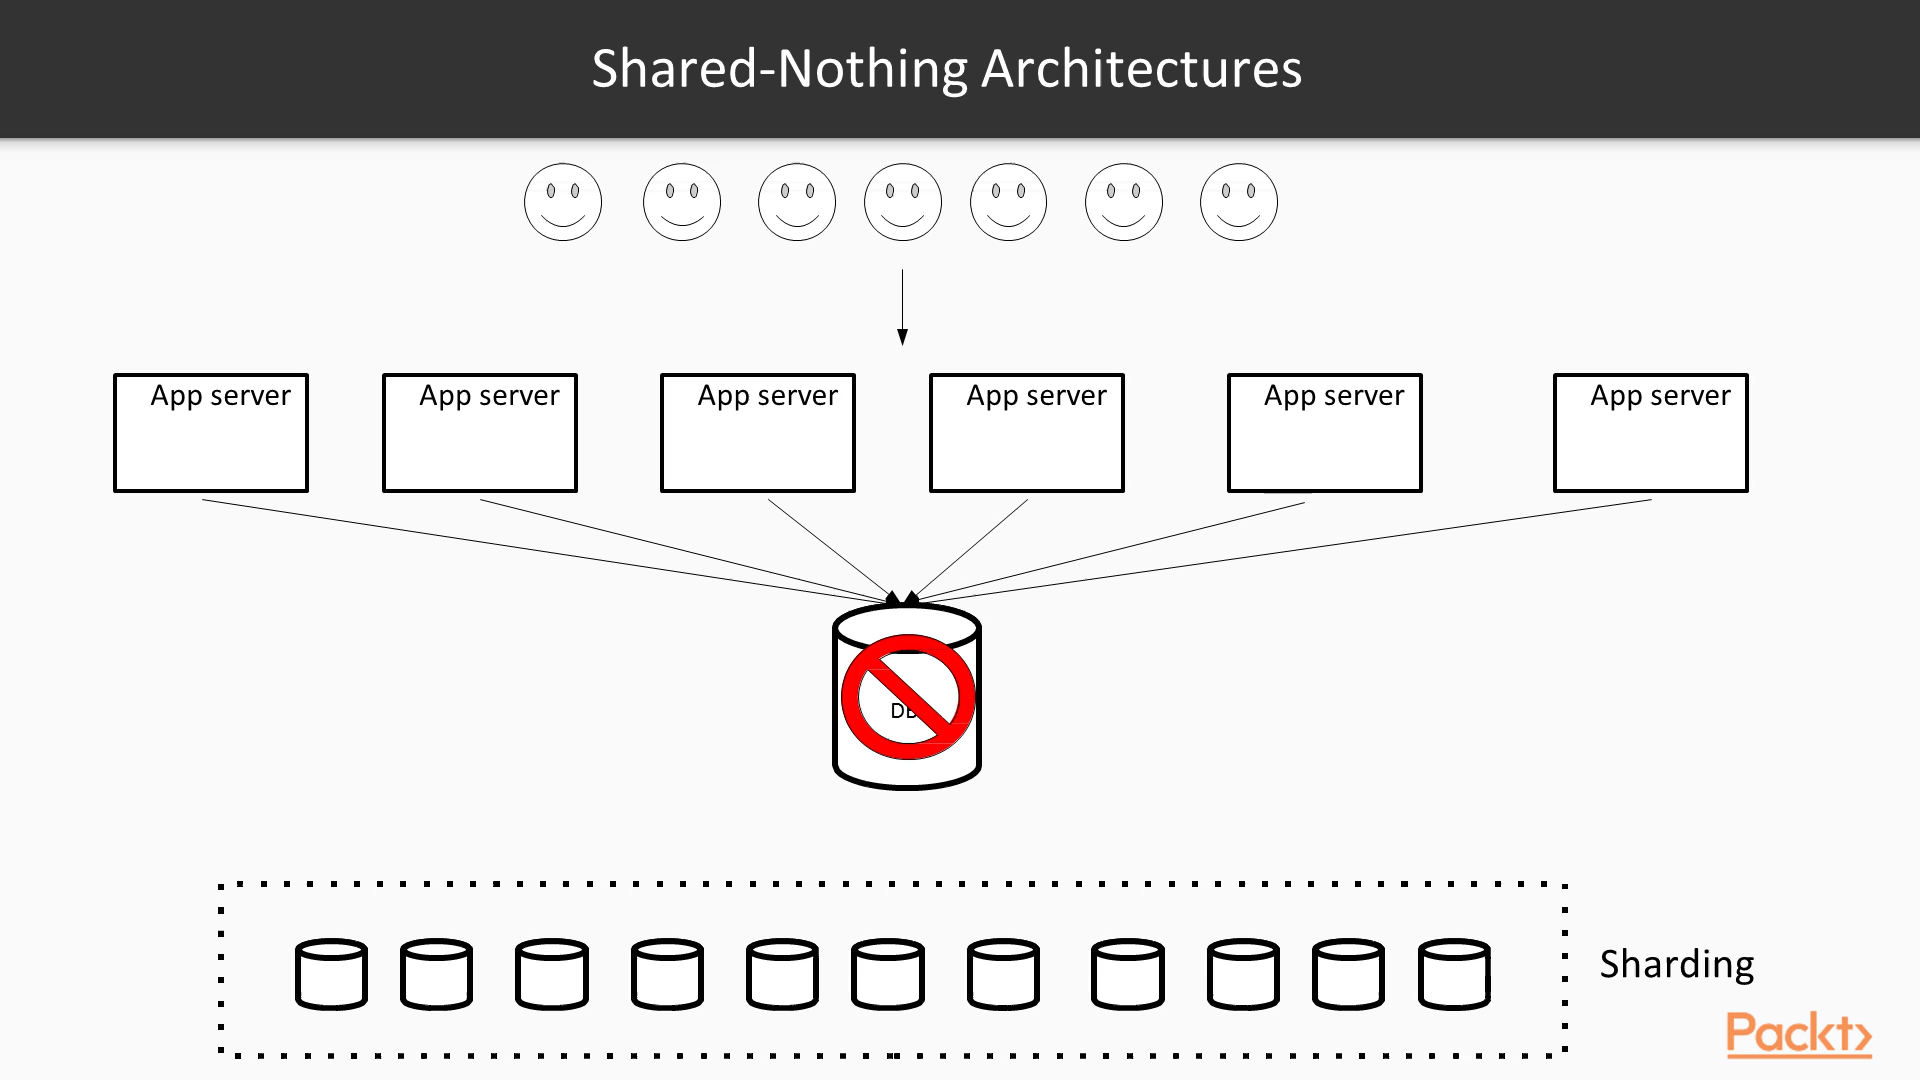 Shared-Nothing Architectures
App server App server App server App server App server App server
DB
Sharding
Packt>